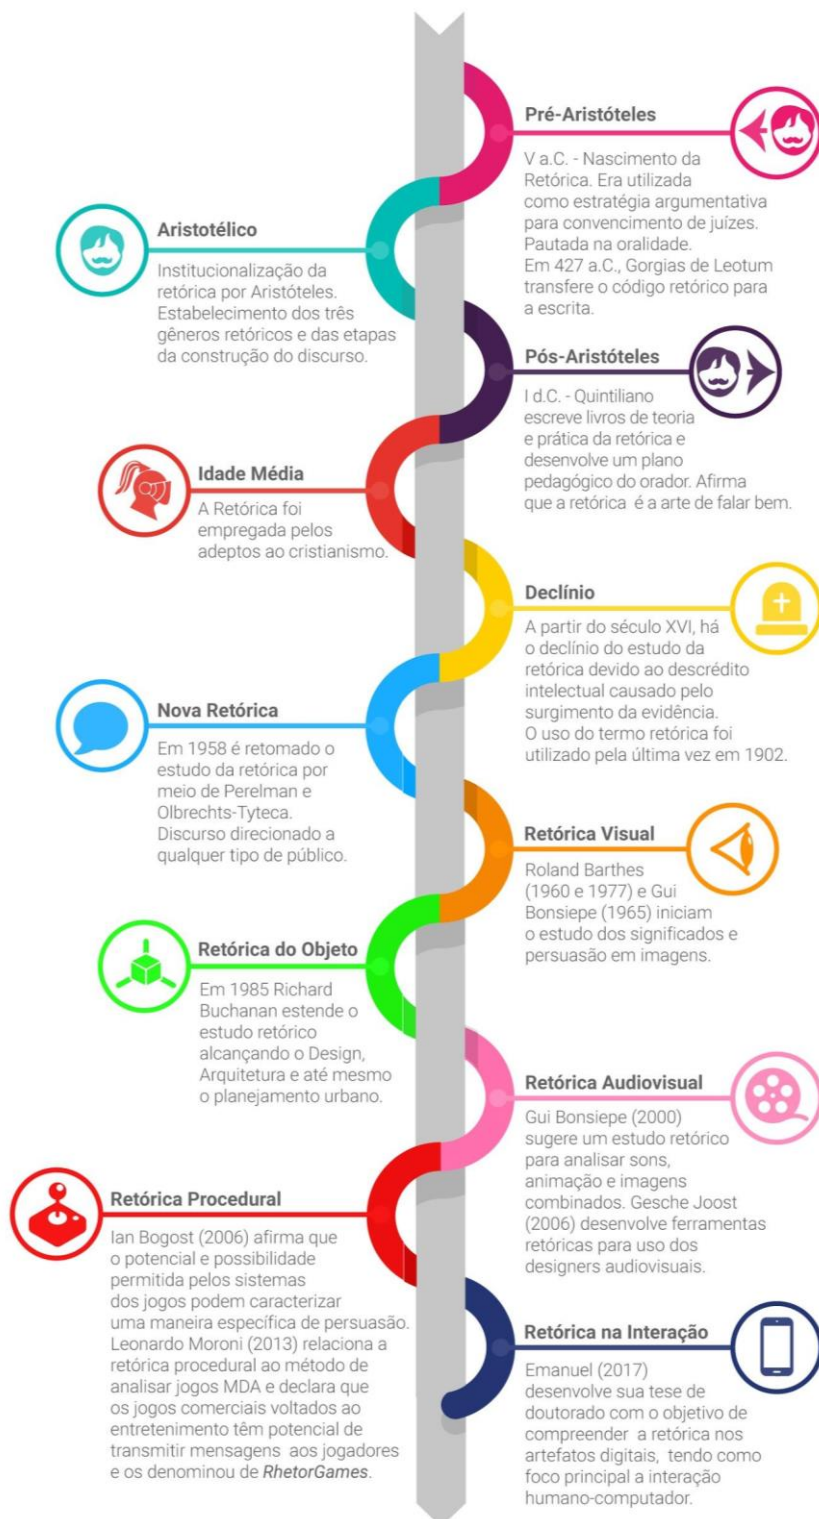 Pré-Aristóteles
V a.C. - Nascimento da
Retórica. Era utilizada
como estratégia argumentativa
para convencimento de juízes.
Pautada na oralidade.
Em 427 a.C., Gorgias de Leotum
transfere o código retórico para
a escrita.
Aristotélico
Institucionalização da
retórica por Aristóteles.
Estabelecimento dos três
gêneros retóricos e das etapas
da construção do discurso.
Pós-Aristóteles
I d.C. - Quintiliano
escreve livros de teoria
e prática da retórica e
desenvolve um plano
pedagógico do orador. Afirma
que a retórica é a arte de falar bem.
Idade Média
A Retórica foi
empregada pelos
adeptos ao cristianismo.
Declínio
A partir do século XVI, há
o declínio do estudo da
retórica devido ao descrédito
intelectual causado pelo
surgimento da evidência.
O uso do termo retórica foi
utilizado pela última vez em 1902.
Nova Retórica
Em 1958 é retomado o
estudo da retórica por
meio de Perelman e
Olbrechts-Tyteca.
Discurso direcionado a
qualquer tipo de público.
Retórica Visual
Roland Barthes
(1960 e 1977) e Gui
Bonsiepe (1965) iniciam
o estudo dos significados e
persuasão em imagens.
Retórica do Objeto
Em 1985 Richard
Buchanan estende o
estudo retórico
alcançando o Design,
Arquitetura e até mesmo
o planejamento urbano.
Retórica Audiovisual
Gui Bonsiepe (2000)
sugere um estudo retórico
para analisar sons,
animação e imagens
combinados. Gesche Joost
(2006) desenvolve ferramentas
retóricas para uso dos
designers audiovisuais.
Retórica Procedural
Ian Bogost (2006) afirma que
o potencial e possibilidade
permitida pelos sistemas
dos jogos podem caracterizar
uma maneira específica de persuasão.
Leonardo Moroni (2013) relaciona a
retórica procedural ao método de
analisar jogos MDA e declara que
os jogos comerciais voltados ao
entretenimento têm potencial de
transmitir mensagens aos jogadores
e os denominou de RhetorGames.
Retórica na Interação
Emanuel (2017)
desenvolve sua tese de
doutorado com o objetivo de
compreender a retórica nos
artefatos digitais, tendo como
foco principal a interação
humano-computador.